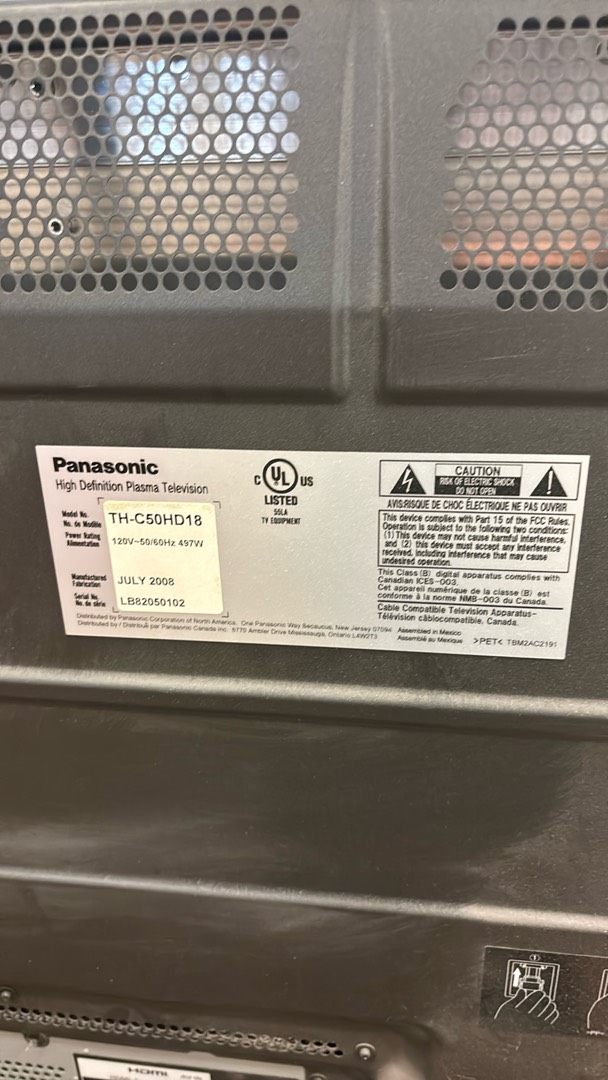 Panasonic
High Definition Plasma Television
Model No.
No. de Modèle
TH-C50HD18
Power Rating
Alimentation
120V~50/60Hz 497W
Manufactured
Fabrication
JULY 2008
Serial No.
No. de série
LB82050102
C UL US
LISTED
50LA
TV EQUIPMENT
CAUTION
RISK OF ELECTRIC SHOCK
DO NOT OPEN
AVIS:RISQUE DE CHOC ÉLECTRIQUE NE PAS OUVRIR
This device complies with Part 15 of the FCC Rules.
Operation is subject to the following two conditions:
(1) This device may not cause harmful interference,
and (2) this device must accept any interference
received, including interference that may cause
undesired operation.
This Class (B) digital apparatus complies with
Canadian ICES-003.
Cet appareil numérique de la classe (B) est
conforme à la norme NMB-003 du Canada.
Cable Compatible Television Apparatus-
Télévision câblocompatible, Canada.
Distributed by Panasonic Corporation of North America. One Panasonic Way Secaucus, New Jersey 07094
Distributed by / Distribué par Panasonic Canada Inc. 5770 Ambler Drive Mississauga, Ontario L4W2T3
Assembled in Mexico
Assemblé au Mexique
>PET< TBM2AC2191
1
HDMI